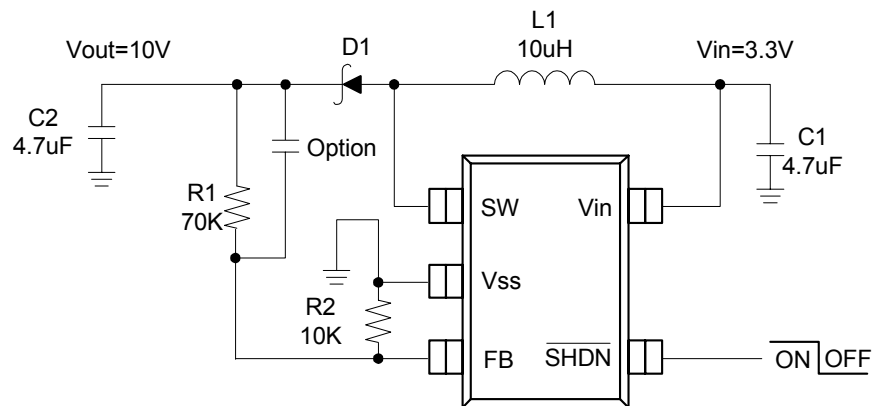 L1
10uH
Vout=10V
D1
Vin=3.3V
C2
4.7uF
Option
C1
4.7uF
R1
70K
SW
Vin
Vss
R2
10K
FB
SHDN
ON OFF